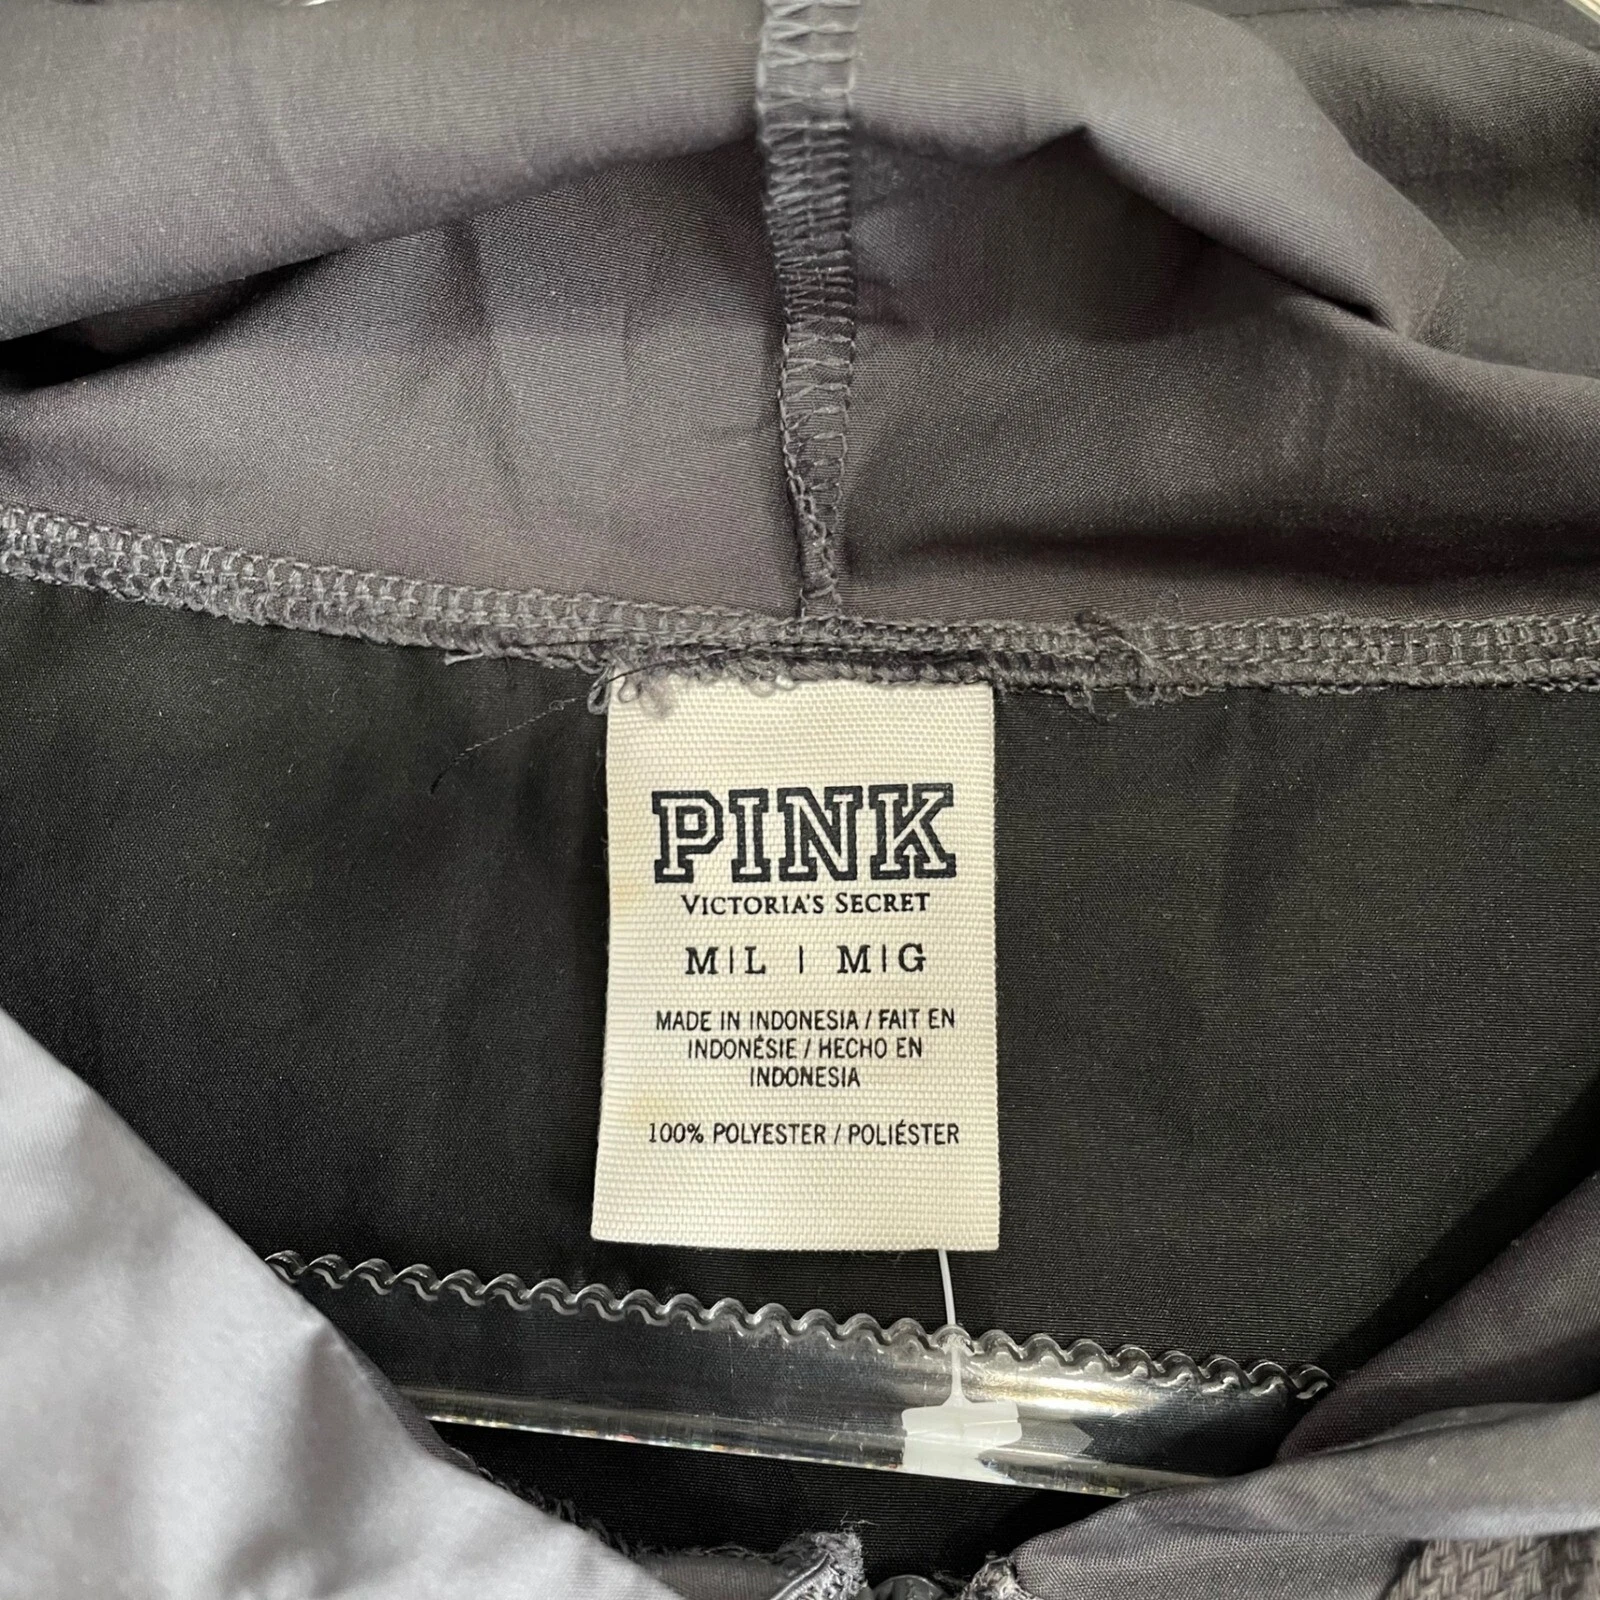 PINK
VICTORIA'S SECRET
M|L | M|G
MADE IN INDONESIA / FAIT EN
INDONÉSIE / HECHO EN
INDONESIA
100% POLYESTER / POLIÉSTER